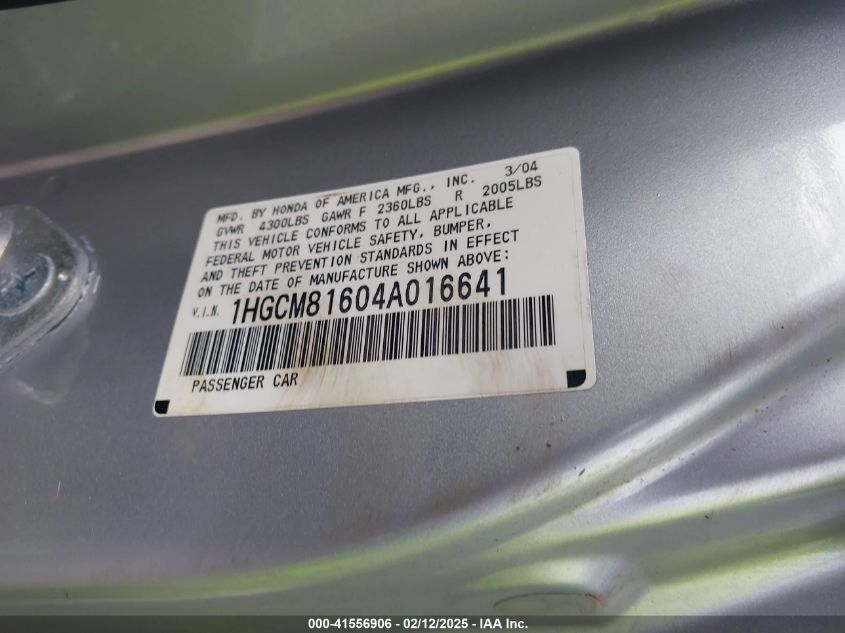 MFD. BY HONDA OF AMERICA MFG., INC. 3/04
GVWR 4300LBS GAWR F 2360LBS R 2005LBS
THIS VEHICLE CONFORMS TO ALL APPLICABLE
FEDERAL MOTOR VEHICLE SAFETY, BUMPER,
AND THEFT PREVENTION STANDARDS IN EFFECT
ON THE DATE OF MANUFACTURE SHOWN ABOVE:
V.I.N. 1HGCM81604A016641
PASSENGER CAR
000-41556906 - 02/12/2025 - IAA Inc.